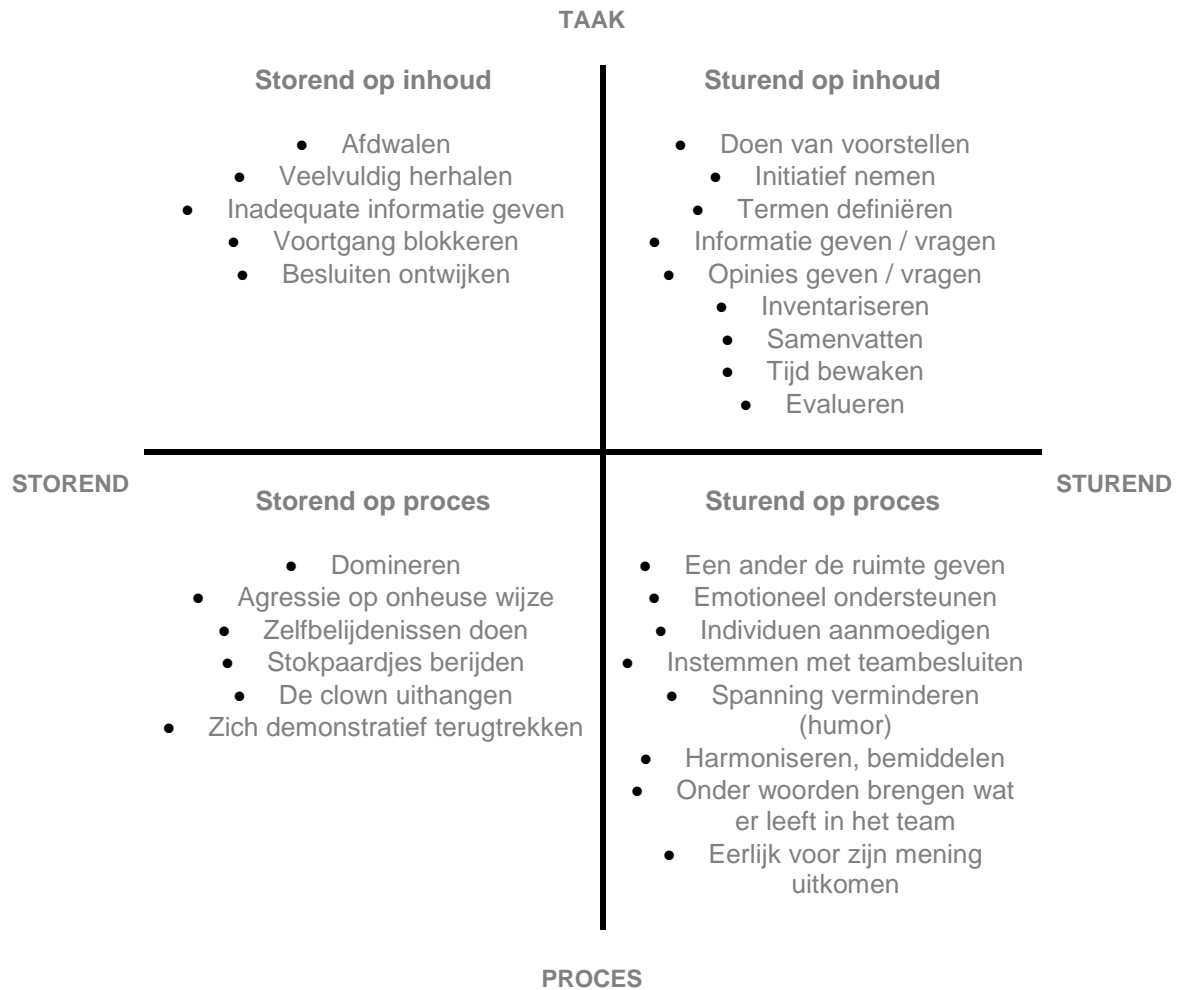 TAAK
Storend op inhoud
• Afdwalen
• Veelvuldig herhalen
• Inadequate informatie geven
• Voortgang blokkeren
• Besluiten ontwijken
Sturend op inhoud
• Doen van voorstellen
• Initiatief nemen
• Termen definiëren
• Informatie geven / vragen
• Opinies geven / vragen
• Inventariseren
• Samenvatten
• Tijd bewaken
• Evalueren
STOREND
STUREND
Storend op proces
• Domineren
• Agressie op onheuse wijze
• Zelfbelijdenissen doen
• Stokpaardjes berijden
• De clown uithangen
• Zich demonstratief terugtrekken
Sturend op proces
• Een ander de ruimte geven
• Emotioneel ondersteunen
• Individuen aanmoedigen
• Instemmen met teambesluiten
• Spanning verminderen
(humor)
• Harmoniseren, bemiddelen
• Onder woorden brengen wat
er leeft in het team
• Eerlijk voor zijn mening
uitkomen
PROCES